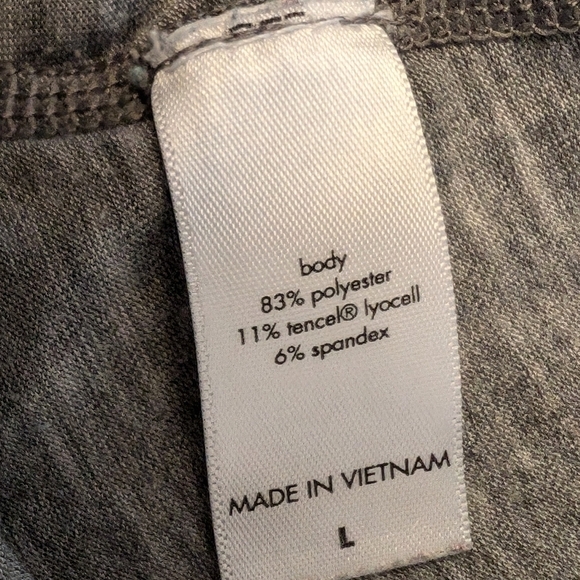 body
83% polyester
11% tencel® lyocell
6% spandex
MADE IN VIETNAM
L